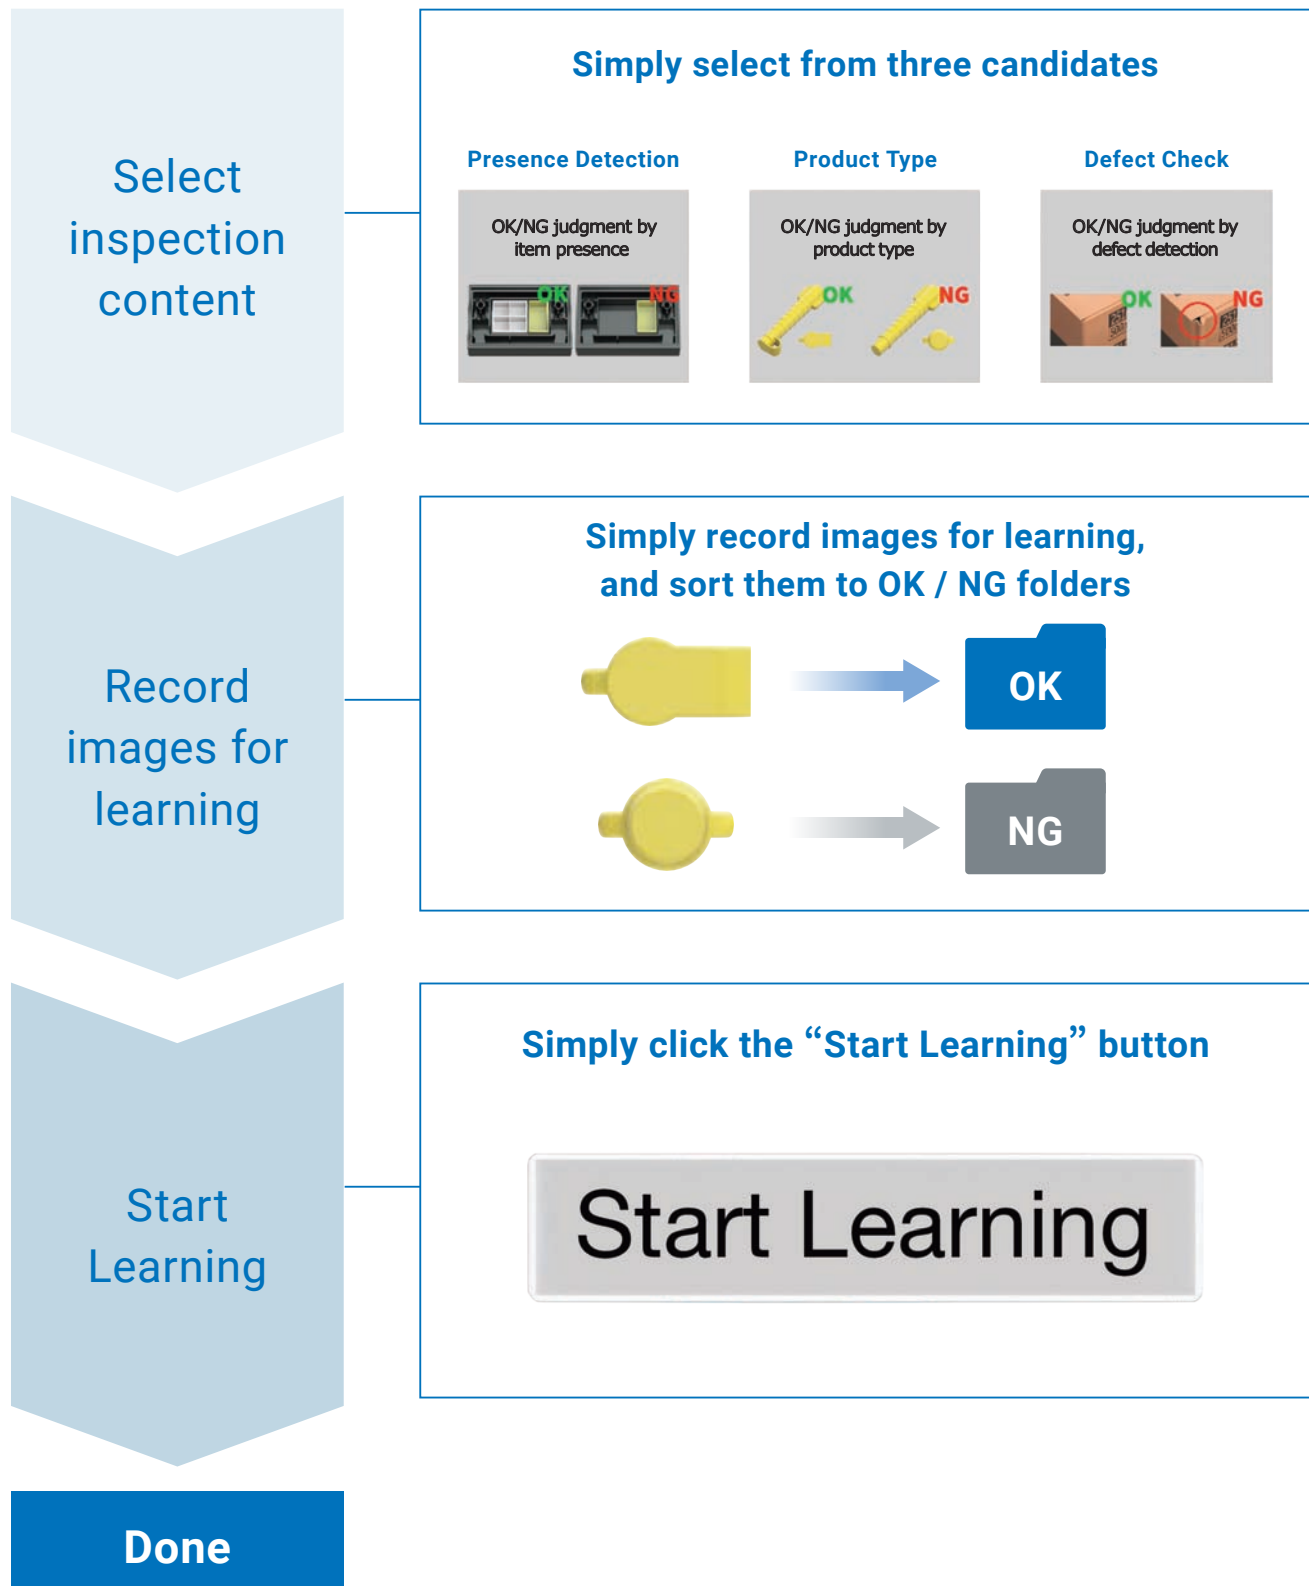 Select
inspection
content
Simply select from three candidates
Presence Detection
OK/NG judgment by
item presence
OK
NG
Product Type
OK/NG judgment by
product type
OK
NG
Defect Check
OK/NG judgment by
defect detection
OK
NG
Record
images for
learning
Simply record images for learning,
and sort them to OK / NG folders
OK
NG
Start
Learning
Simply click the “Start Learning” button
Start Learning
Done